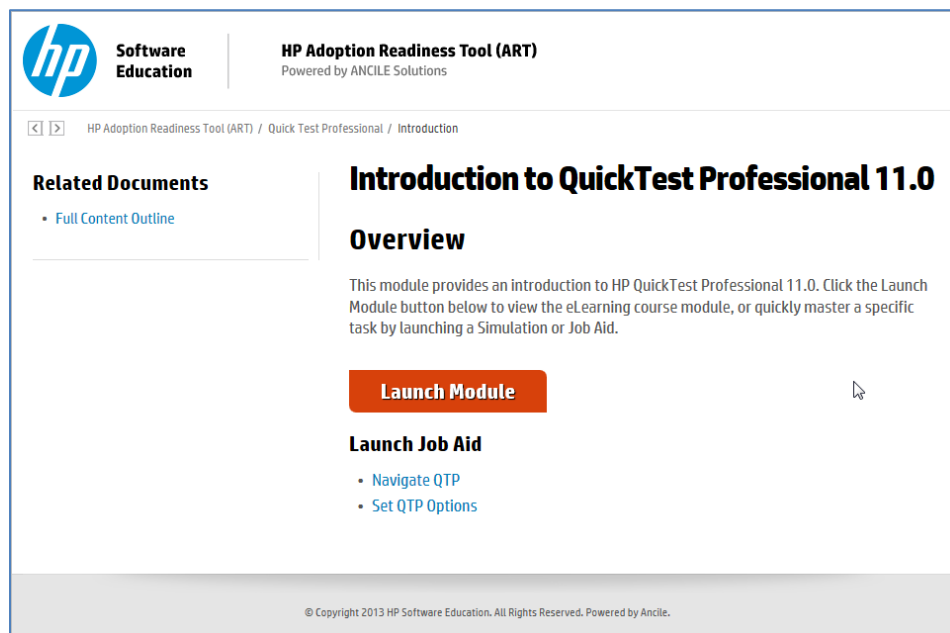 hp
Software
Education
HP Adoption Readiness Tool (ART)
Powered by ANCILE Solutions
HP Adoption Readiness Tool (ART) / Quick Test Professional / Introduction
Related Documents
• Full Content Outline
Introduction to QuickTest Professional 11.0
Overview
This module provides an introduction to HP QuickTest Professional 11.0. Click the Launch
Module button below to view the eLearning course module, or quickly master a specific
task by launching a Simulation or Job Aid.
Launch Module
Launch Job Aid
• Navigate QTP
• Set QTP Options
© Copyright 2013 HP Software Education. All Rights Reserved. Powered by Ancile.